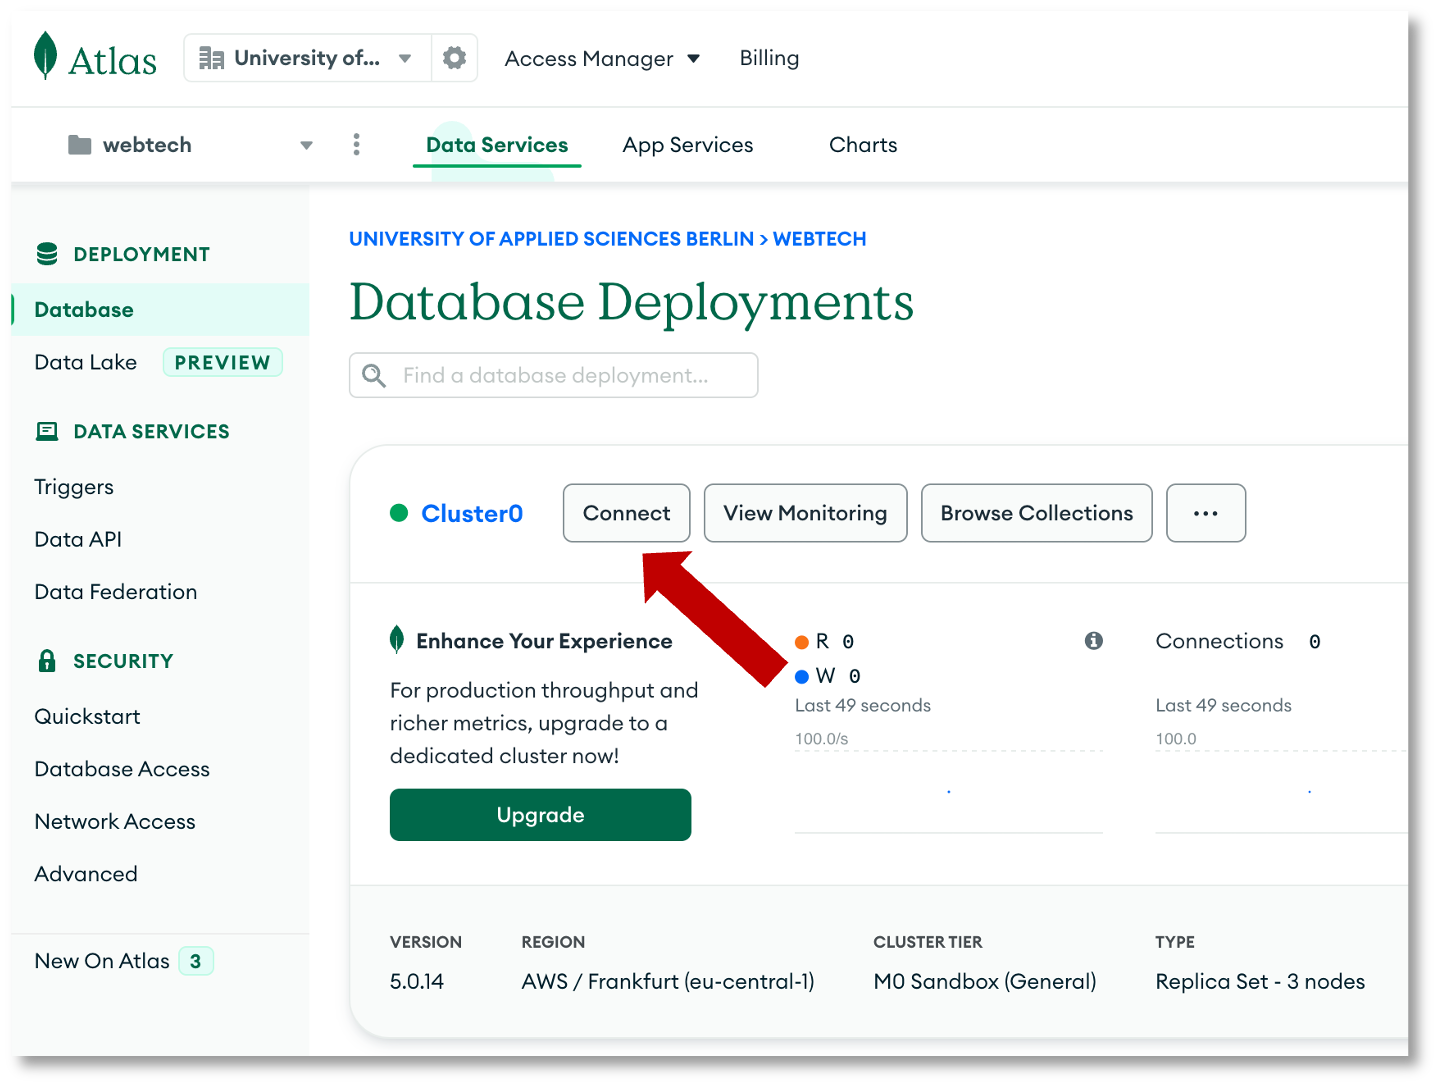 Atlas University of... Access Manager Billing
webtech Data Services App Services Charts
DEPLOYMENT
Database
Data Lake PREVIEW
DATA SERVICES
Triggers
Data API
Data Federation
SECURITY
Quickstart
Database Access
Network Access
Advanced
New On Atlas 3
UNIVERSITY OF APPLIED SCIENCES BERLIN > WEBTECH
Database Deployments
Find a database deployment...
Cluster0 Connect View Monitoring Browse Collections ...
Enhance Your Experience
For production throughput and
richer metrics, upgrade to a
dedicated cluster now!
Upgrade
R 0
W 0
Last 49 seconds
100.0/s
Connections 0
Last 49 seconds
100.0
VERSION REGION CLUSTER TIER TYPE
5.0.14 AWS / Frankfurt (eu-central-1) M0 Sandbox (General) Replica Set - 3 nodes